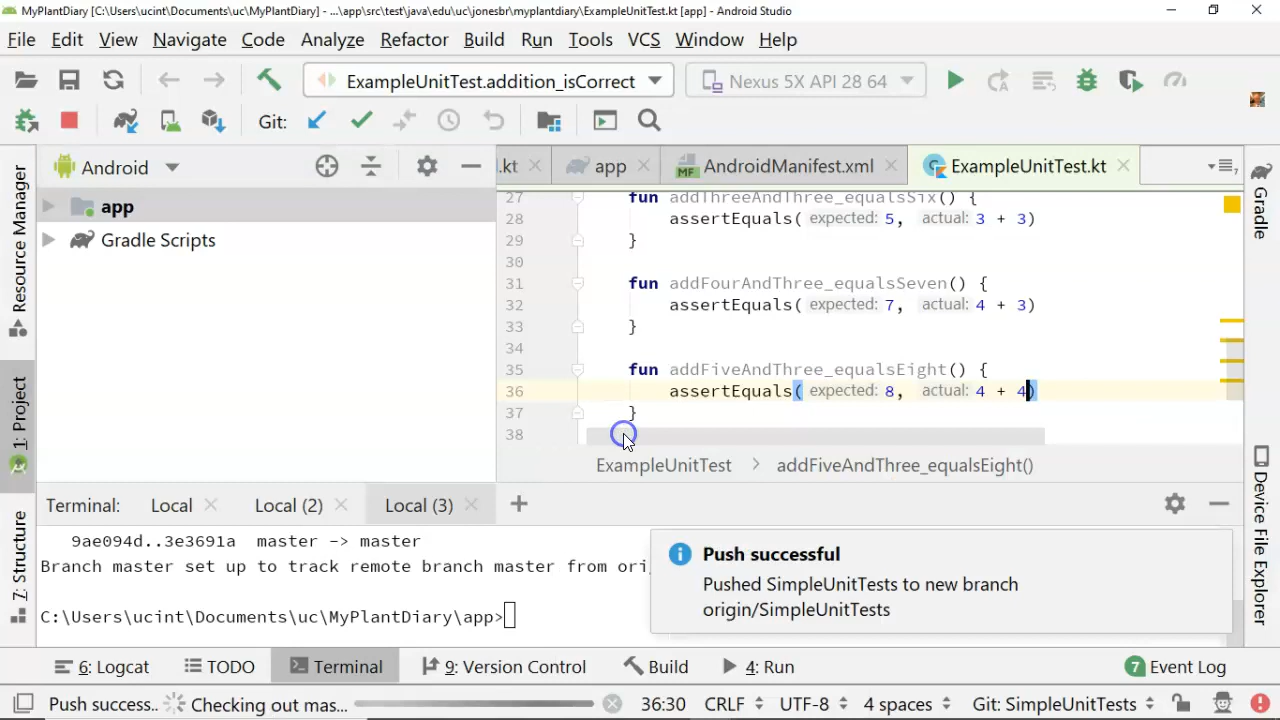 MyPlantDiary [C:\Users\ucint\Documents\uc\MyPlantDiary] - ...\app\src\test\java\edu\uc\jonesbr\myplantdiary\ExampleUnitTest.kt [app] - Android Studio
File Edit View Navigate Code Analyze Refactor Build Run Tools VCS Window Help
ExampleUnitTest.addition_isCorrect Nexus 5X API 28 64
Git:
Android
.kt app AndroidManifest.xml ExampleUnitTest.kt
MF
app
Gradle Scripts
Resource Manager
1: Project
7: Structure
Gradle
Device File Explorer
27 fun addThreeAndThree_equalsSix() {
28 assertEquals( expected: 5, actual: 3 + 3)
29 }
30
31 fun addFourAndThree_equalsSeven() {
32 assertEquals( expected: 7, actual: 4 + 3)
33 }
34
35 fun addFiveAndThree_equalsEight() {
36 assertEquals( expected: 8, actual: 4 + 4)
37 }
38
ExampleUnitTest > addFiveAndThree_equalsEight()
Terminal: Local Local (2) Local (3)
9ae094d..3e3691a master -> master
Branch master set up to track remote branch master from ori
C:\Users\ucint\Documents\uc\MyPlantDiary\app>
Push successful
Pushed SimpleUnitTests to new branch
origin/SimpleUnitTests
6: Logcat TODO Terminal 9: Version Control Build 4: Run 7 Event Log
Push success.. Checking out mas... 36:30 CRLF UTF-8 4 spaces Git: SimpleUnitTests